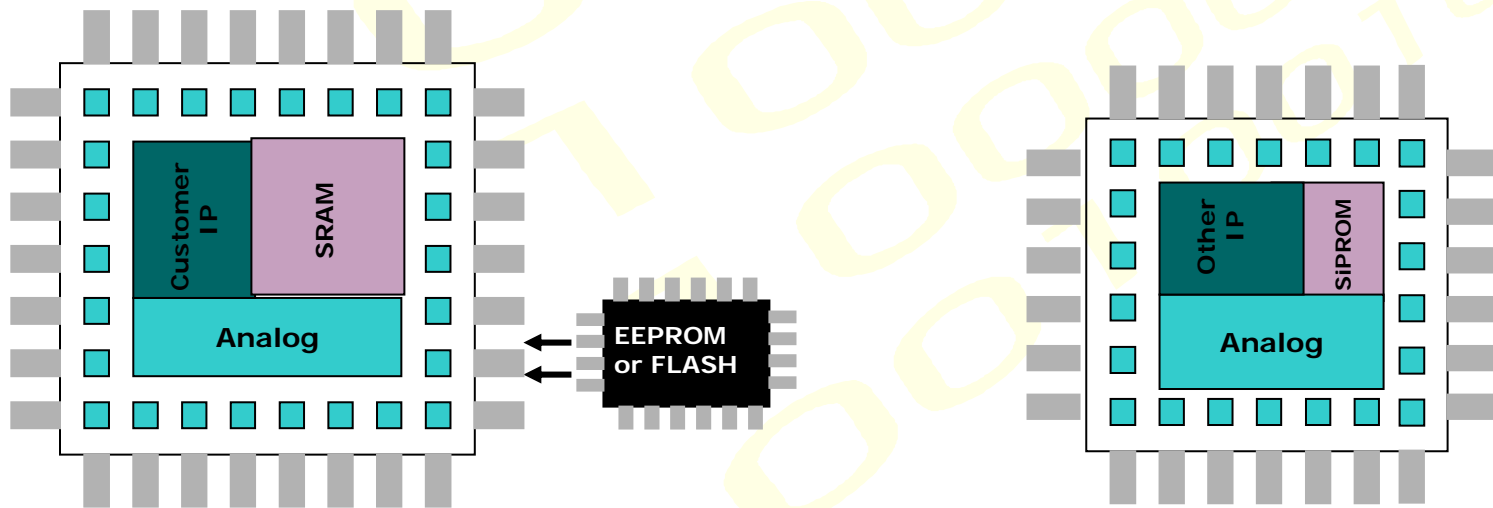 Customer
IP
SRAM
Analog
EEPROM
or FLASH
Other
IP
SiPROM
Analog